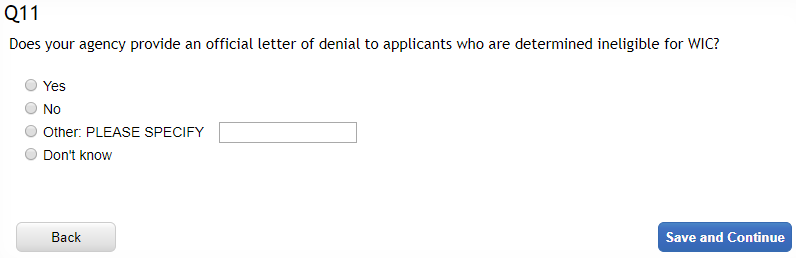 Q11
Does your agency provide an official letter of denial to applicants who are determined ineligible for WIC?
Yes
No
Other: PLEASE SPECIFY
Don't know
Back
Save and Continue